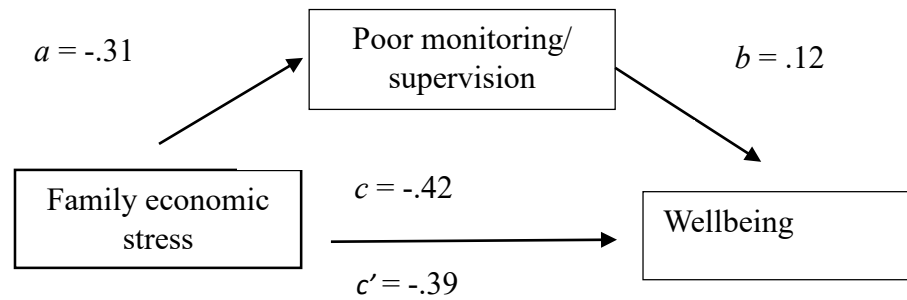 a = -.31
Poor monitoring/
supervision
b = .12
Family economic
stress
c = -.42
c’ = -.39
Wellbeing